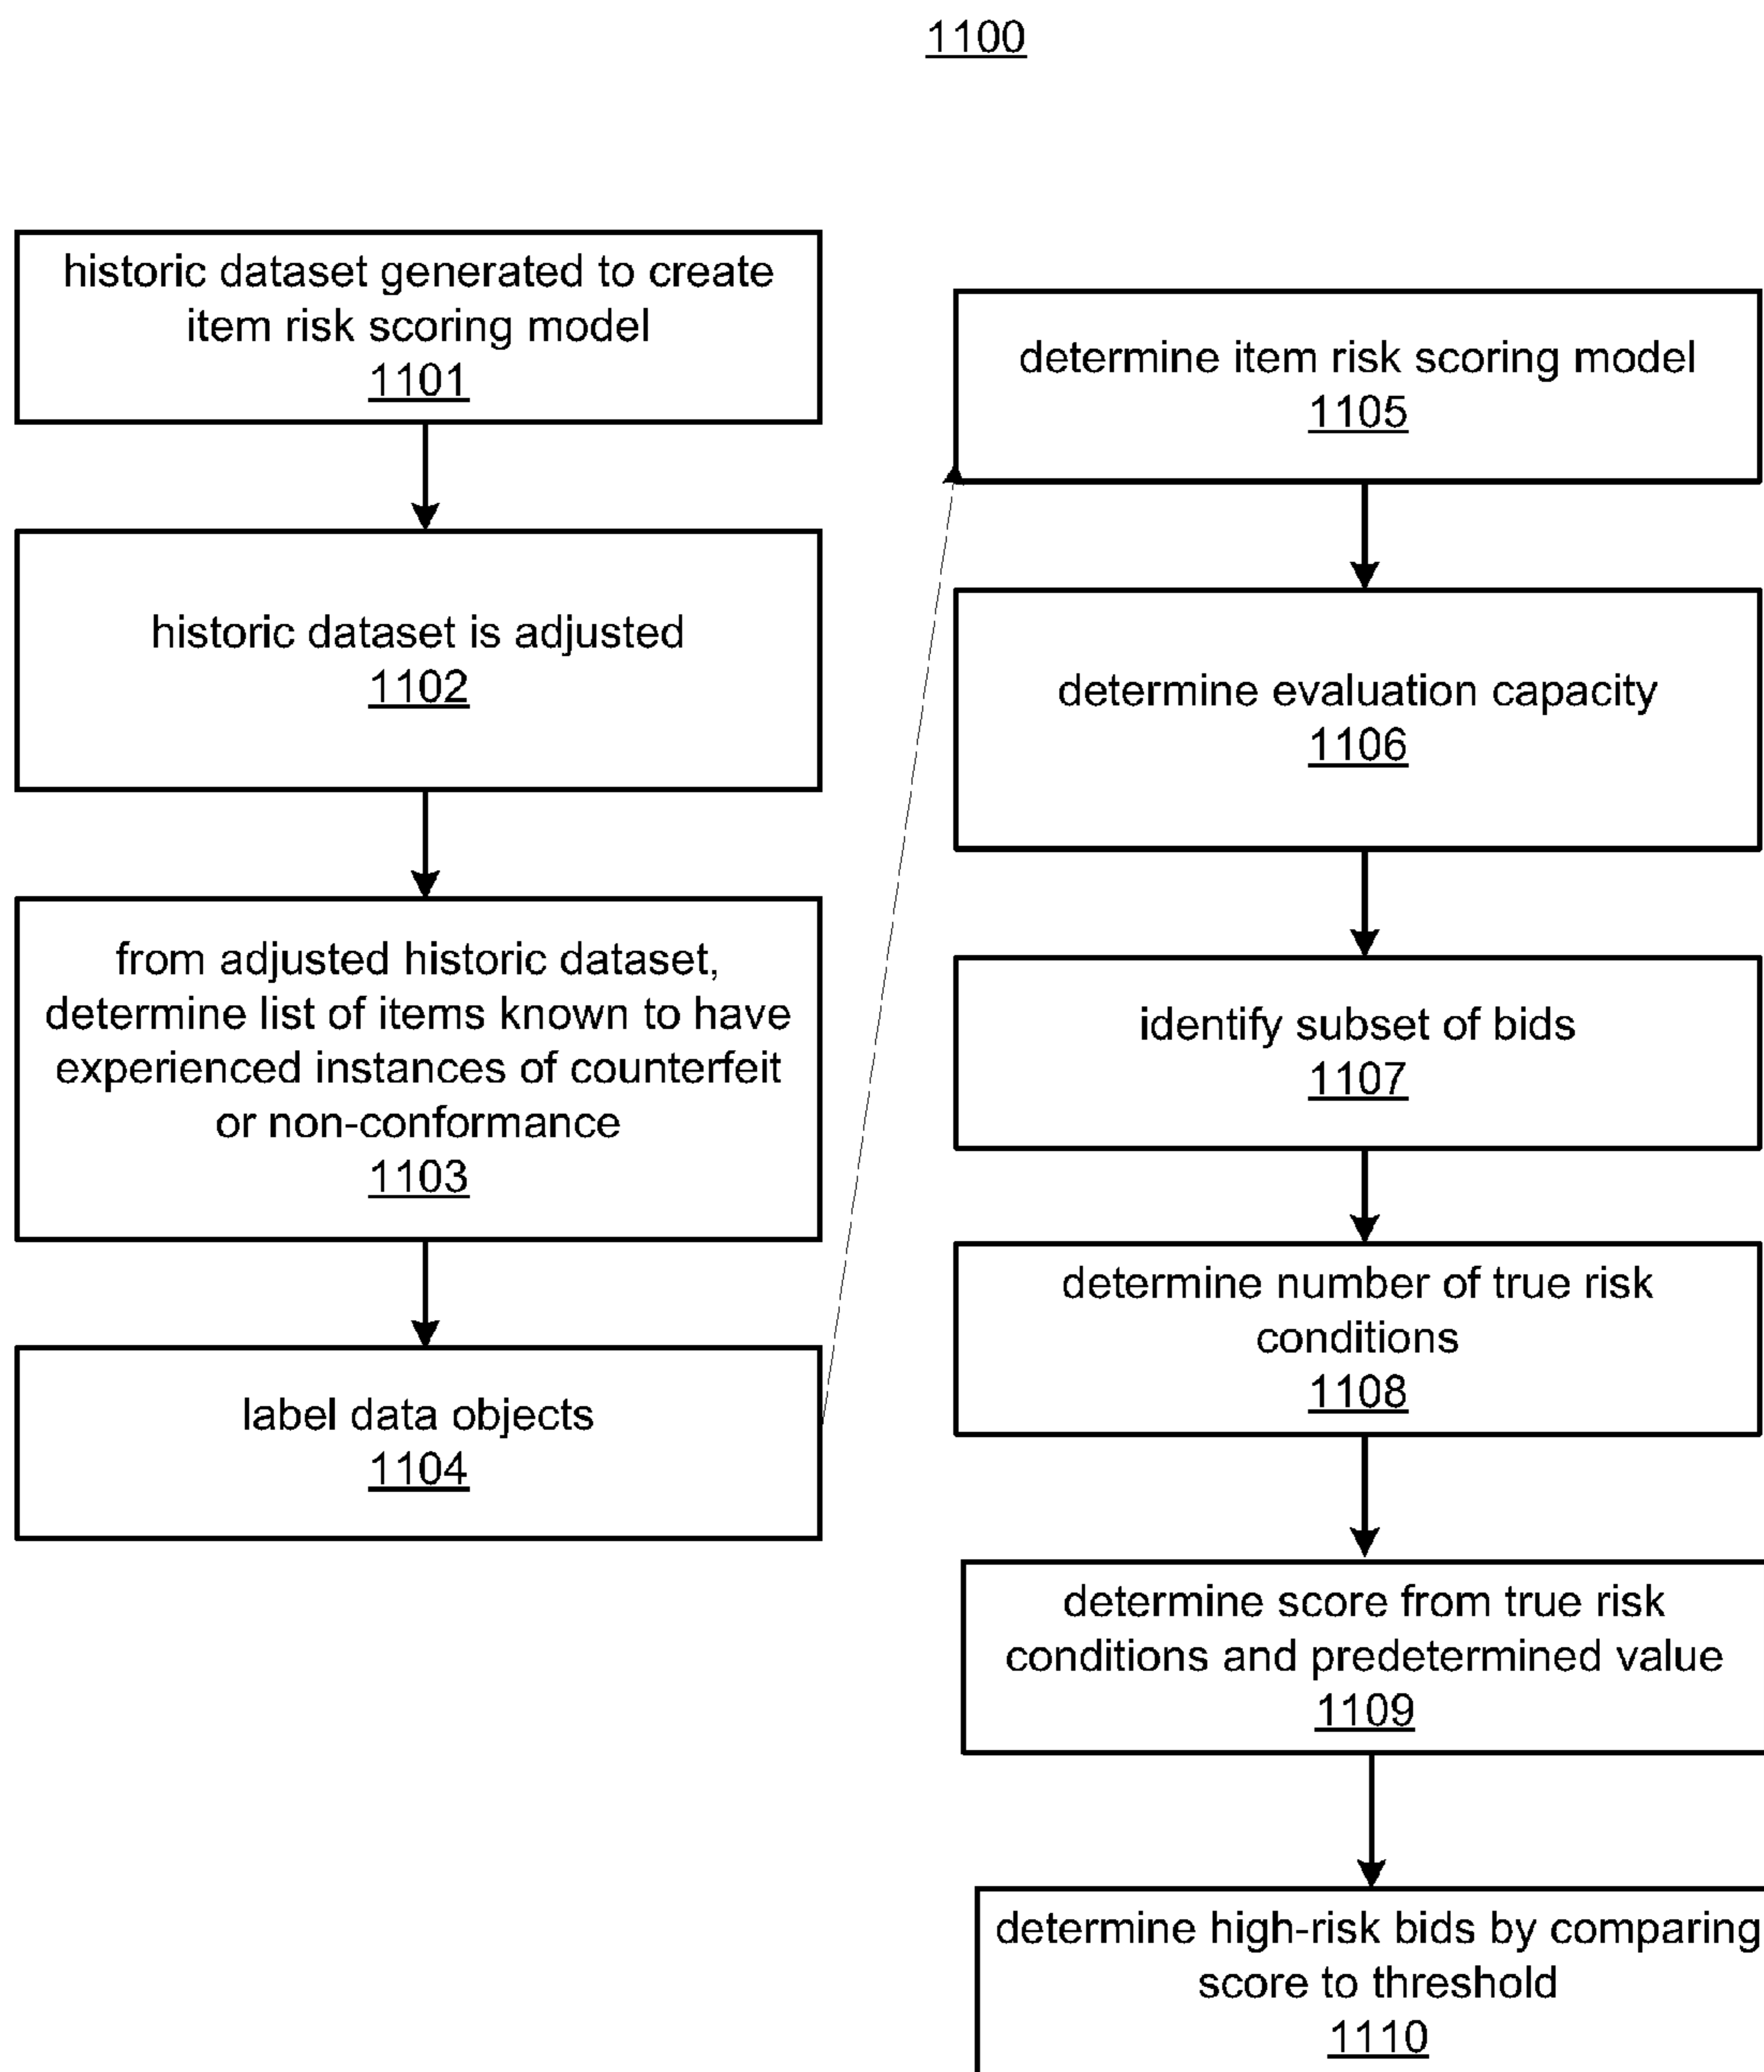 1100
historic dataset generated to create
item risk scoring model
1101
historic dataset is adjusted
1102
from adjusted historic dataset,
determine list of items known to have
experienced instances of counterfeit
or non-conformance
1103
label data objects
1104
determine item risk scoring model
1105
determine evaluation capacity
1106
identify subset of bids
1107
determine number of true risk
conditions
1108
determine score from true risk
conditions and predetermined value
1109
determine high-risk bids by comparing
score to threshold
1110